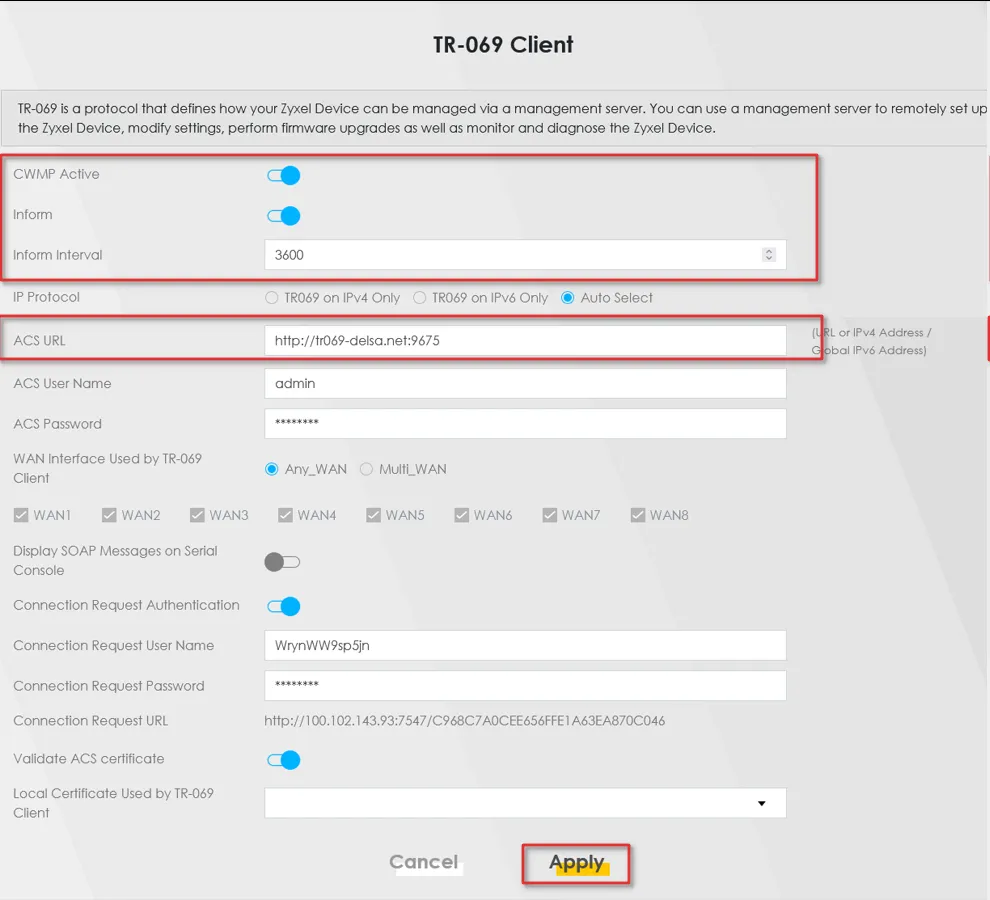 TR-069 Client
TR-069 is a protocol that defines how your Zyxel Device can be managed via a management server. You can use a management server to remotely set up
the Zyxel Device, modify settings, perform firmware upgrades as well as monitor and diagnose the Zyxel Device.
CWMP Active
Inform
Inform Interval 3600
IP Protocol TR069 on IPv4 Only TR069 on IPv6 Only Auto Select
ACS URL http://tr069-delsa.net:9675 (URL or IPv4 Address /
Global IPv6 Address)
ACS User Name admin
ACS Password ********
WAN Interface Used by TR-069
Client
Any_WAN Multi_WAN
WAN1 WAN2 WAN3 WAN4 WAN5 WAN6 WAN7 WAN8
Display SOAP Messages on Serial
Console
Connection Request Authentication
Connection Request User Name WrynWW9sp5jn
Connection Request Password ********
Connection Request URL http://100.102.143.93:7547/C968C7A0CEE656FFE1A63EA870C046
Validate ACS certificate
Local Certificate Used by TR-069
Client
Cancel Apply